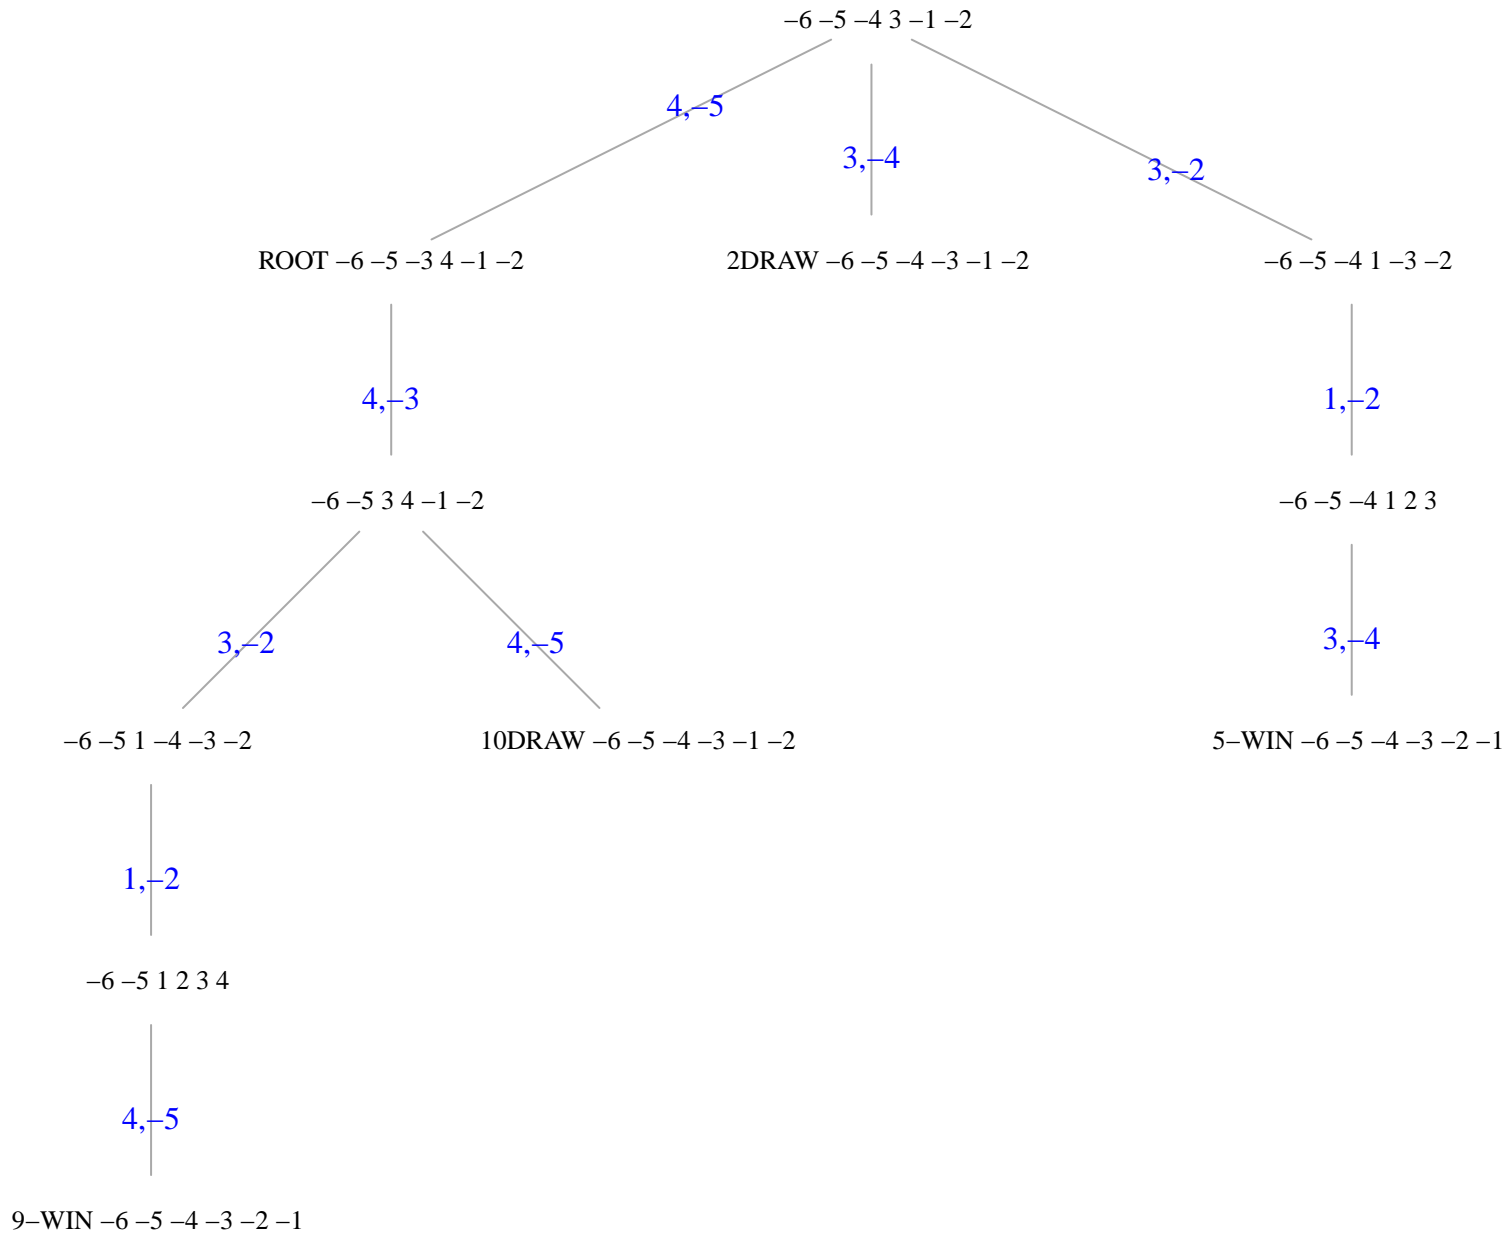 –6 –5 –4 3 –1 –2
4,–5
3,–4
3,–2
ROOT –6 –5 –3 4 –1 –2
2DRAW –6 –5 –4 –3 –1 –2
–6 –5 –4 1 –3 –2
4,–3
1,–2
–6 –5 3 4 –1 –2
–6 –5 –4 1 2 3
3,–2
4,–5
3,–4
–6 –5 1 –4 –3 –2
10DRAW –6 –5 –4 –3 –1 –2
5–WIN –6 –5 –4 –3 –2 –1
1,–2
–6 –5 1 2 3 4
4,–5
9–WIN –6 –5 –4 –3 –2 –1